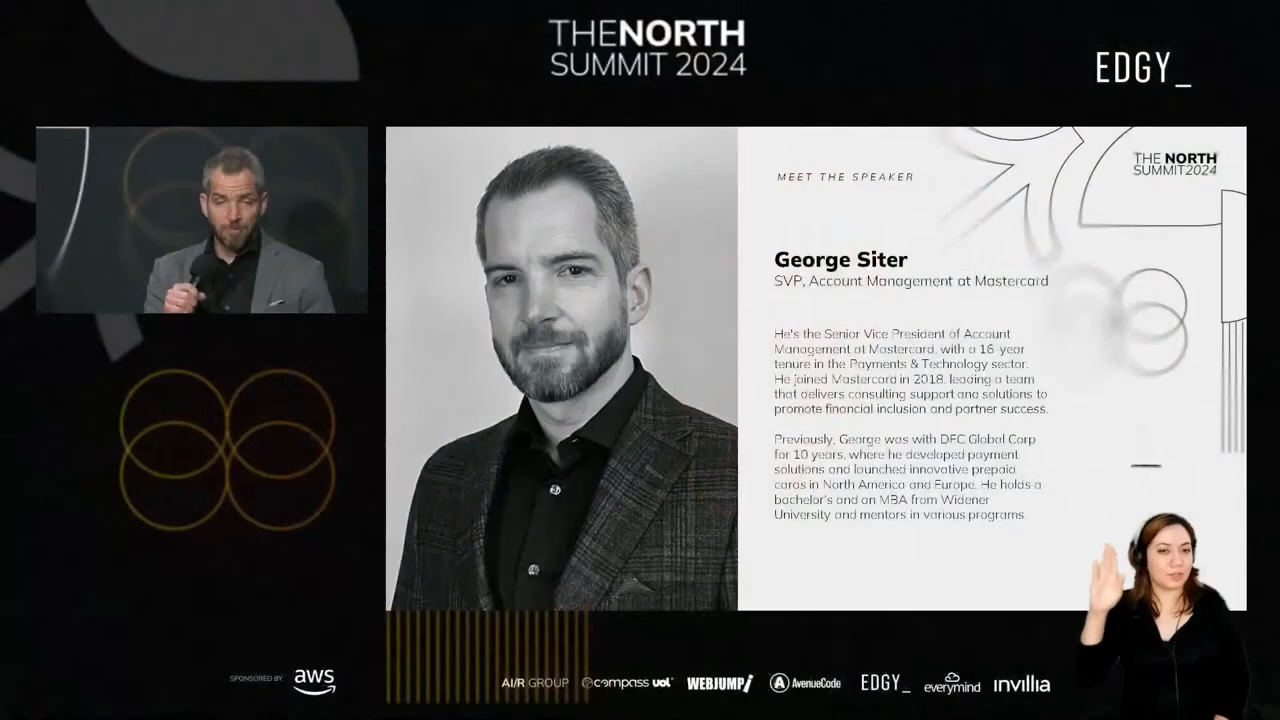 THENORTH
SUMMIT 2024
EDGY_
MEET THE SPEAKER
THE NORTH
SUMMIT2024
George Siter
SVP, Account Management at Mastercard
He's the Senior Vice President of Account
Management at Mastercard, with a 16-year
tenure in the Payments & Technology sector.
He joined Mastercard in 2018, leading a team
that delivers consulting support and solutions to
promote financial inclusion and partner success.
Previously, George was with DFC Global Corp
for 10 years, where he developed payment
solutions and launched innovative prepaid
cards in North America and Europe. He holds a
bachelor's and an MBA from Widener
University and mentors in various programs.
SPONSORED BY:
aws
AI/R GROUP
compass uol
WEBJUMP
AvenueCode
EDGY_
everymind
invillia